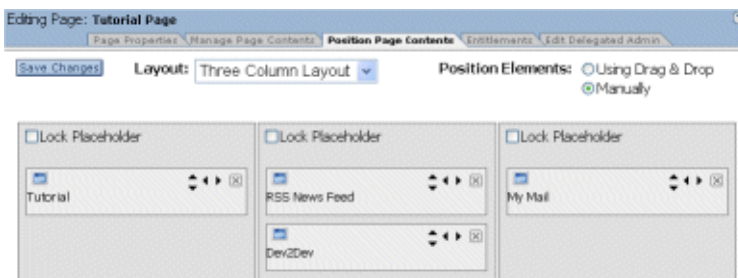 Editing Page: Tutorial Page
Page Properties Manage Page Contents Position Page Contents Entitlements Edit Delegated Admin
Save Changes Layout: Three Column Layout Position Elements: Using Drag & Drop
Manually
Lock Placeholder Lock Placeholder Lock Placeholder
Tutorial RSS News Feed My Mail
Dev2Dev